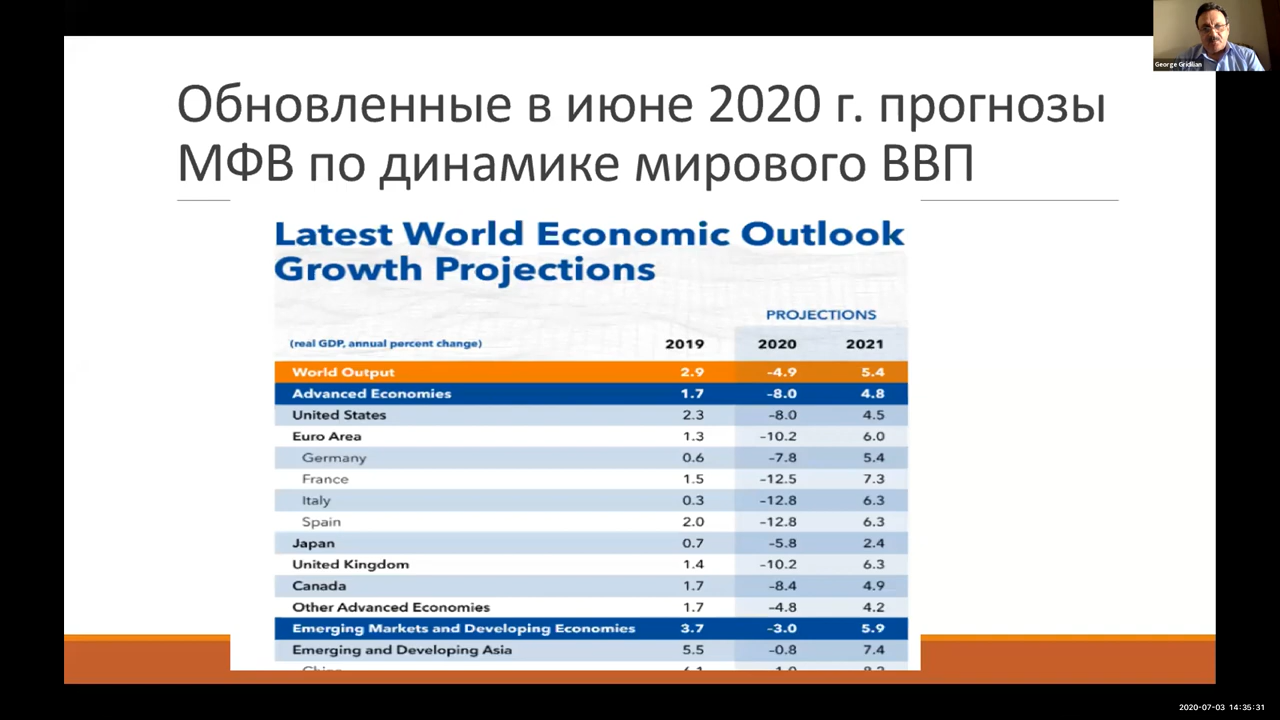 George Gridilian
Обновленные в июне 2020 г. прогнозы
МФВ по динамике мирового ВВП
Latest World Economic Outlook
Growth Projections
PROJECTIONS
(real GDP, annual percent change) 2019 2020 2021
World Output 2.9 –4.9 5.4
Advanced Economies 1.7 –8.0 4.8
United States 2.3 –8.0 4.5
Euro Area 1.3 –10.2 6.0
Germany 0.6 –7.8 5.4
France 1.5 –12.5 7.3
Italy 0.3 –12.8 6.3
Spain 2.0 –12.8 6.3
Japan 0.7 –5.8 2.4
United Kingdom 1.4 –10.2 6.3
Canada 1.7 –8.4 4.9
Other Advanced Economies 1.7 –4.8 4.2
Emerging Markets and Developing Economies 3.7 –3.0 5.9
Emerging and Developing Asia 5.5 –0.8 7.4
2020-07-03 14:35:31